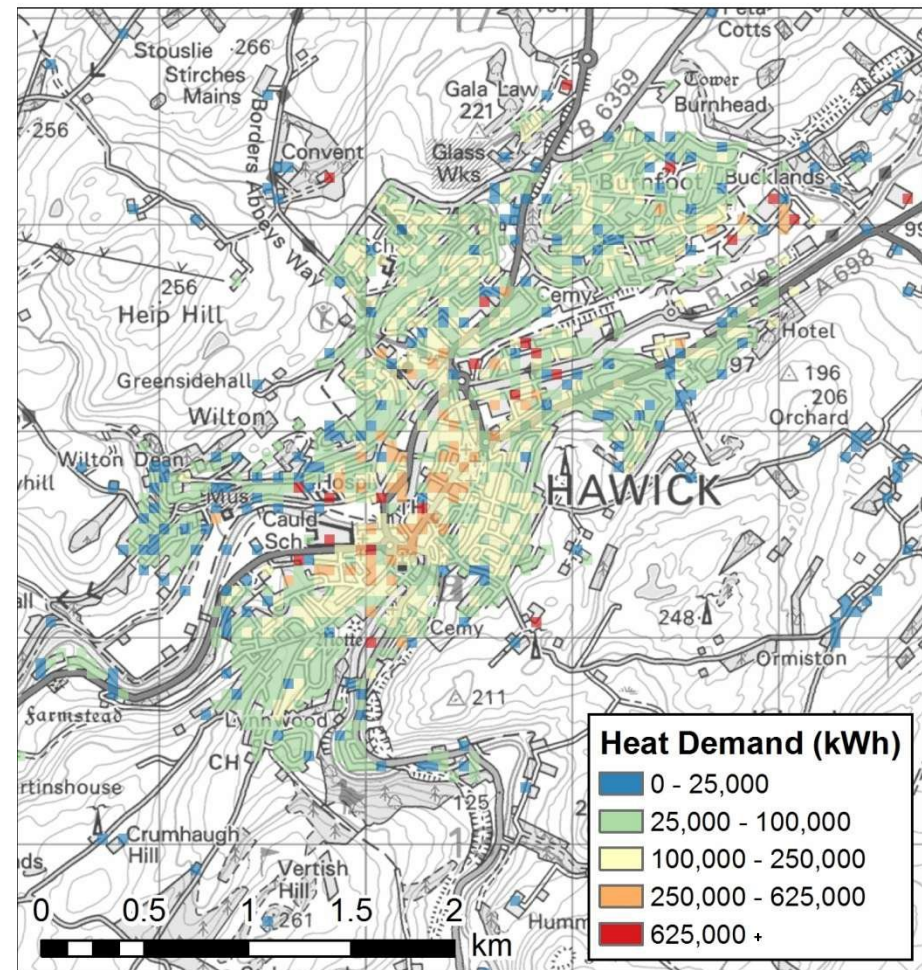 Cotts
Stouslie
266
Stirches
Mains
Gala Law
221
Tower
Burnhead
256
B 6359
Borders Abbeys Way
Convent
Glass
Wks
Burnfoot
Bucklands
Sch
99
256
Heip Hill
Cemy
A 698
Hotel
97
196
Greensidehall
206
Orchard
Wilton
Wilton Dean
Mus
Hospl
HAWICK
TH
Cauld
Sch
248
Cemy
Ormiston
211
Farmstead
Lynnwood
CH
rtinshouse
125
Crumhaugh
Hill
Vertish
Hill
261
Heat Demand (kWh)
0 - 25,000
25,000 - 100,000
100,000 - 250,000
250,000 - 625,000
625,000 +
0 0.5 1 1.5 2
km